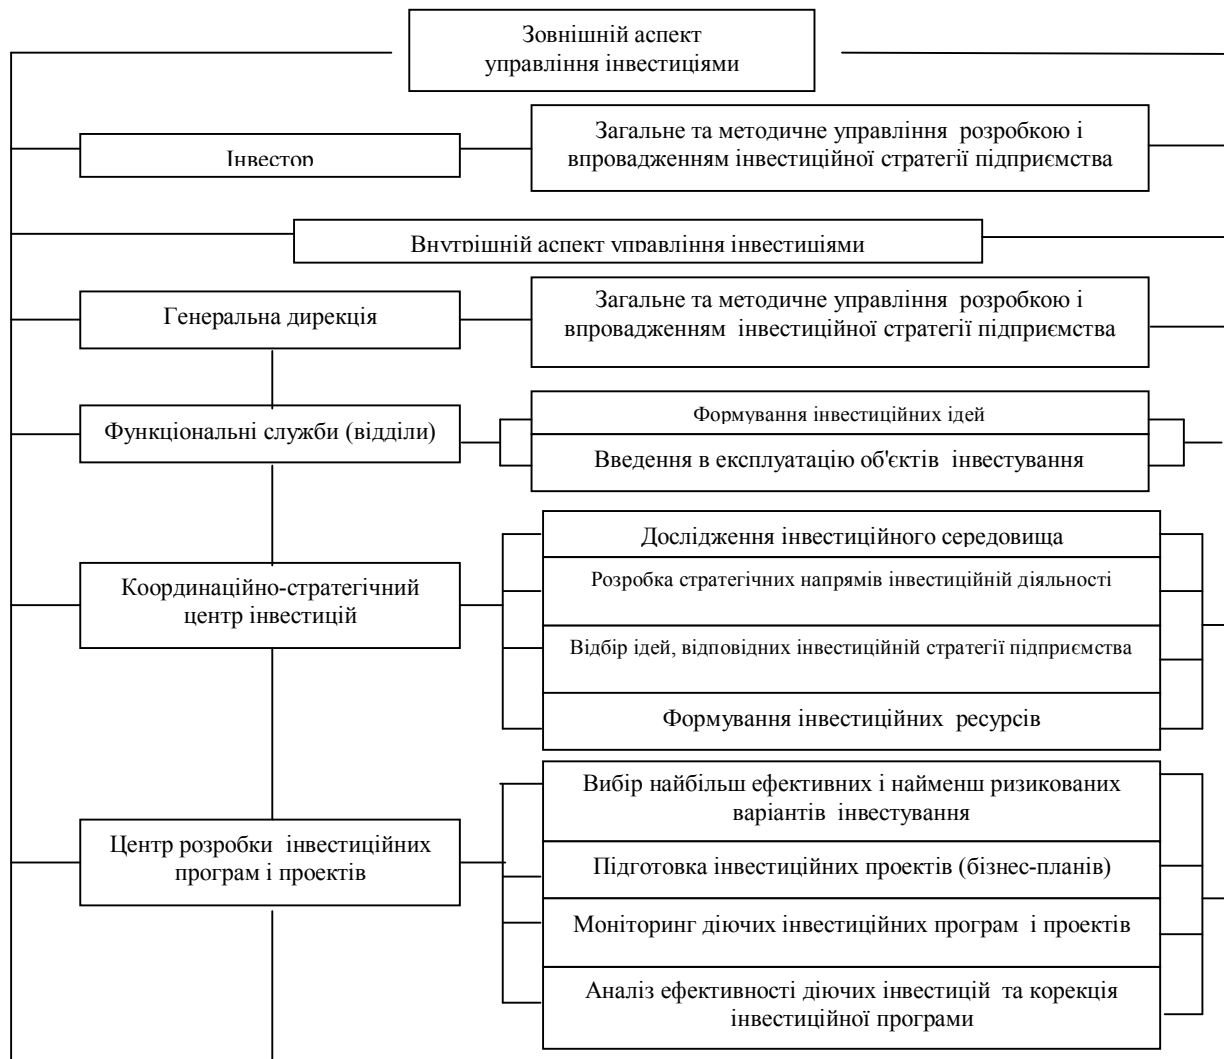 Зовнішній аспект
управління інвестиціями
Інвестор
Загальне та методичне управління розробкою і
впровадженням інвестиційної стратегії підприємства
Внутрішній аспект управління інвестиціями
Генеральна дирекція
Загальне та методичне управління розробкою і
впровадженням інвестиційної стратегії підприємства
Функціональні служби (відділи)
Формування інвестиційних ідей
Введення в експлуатацію об'єктів інвестування
Координаційно-стратегічний
центр інвестицій
Дослідження інвестиційного середовища
Розробка стратегічних напрямів інвестиційній діяльності
Відбір ідей, відповідних інвестиційній стратегії підприємства
Формування інвестиційних ресурсів
Центр розробки інвестиційних
програм і проектів
Вибір найбільш ефективних і найменш ризикованих
варіантів інвестування
Підготовка інвестиційних проектів (бізнес-планів)
Моніторинг діючих інвестиційних програм і проектів
Аналіз ефективності діючих інвестицій та корекція
інвестиційної програми